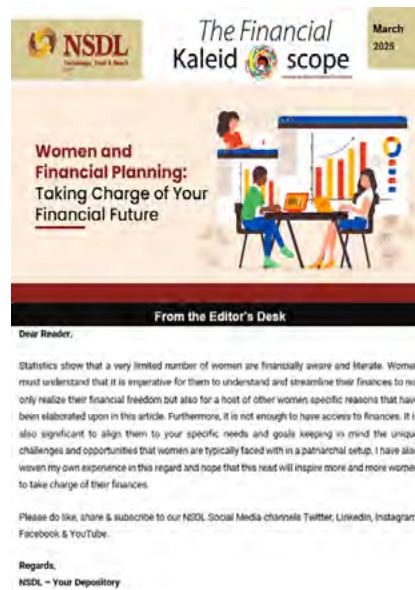 NSDL
Technology, Trust & Reach
The Financial
Kaleid scope
March
2025
Women and
Financial Planning:
Taking Charge of Your
Financial Future
From the Editor's Desk
Dear Reader,
Statistics show that a very limited number of women are financially aware and literate. Wome
must understand that it is imperative for them to understand and streamline their finances to no
only realize their financial freedom but also for a host of other women specific reasons that hav
been elaborated upon in this article. Furthermore, it is not enough to have access to finances. It i
also significant to align them to your specific needs and goals keeping in mind the uniqu
challenges and opportunities that women are typically faced with in a patriarchal setup. I have als
woven my own experience in this regard and hope that this read will inspire more and more wome
to take charge of their finances.
Please do like, share & subscribe to our NSDL Social Media channels Twitter, LinkedIn, Instagram
Facebook & YouTube.
Regards,
NSDL – Your Depository